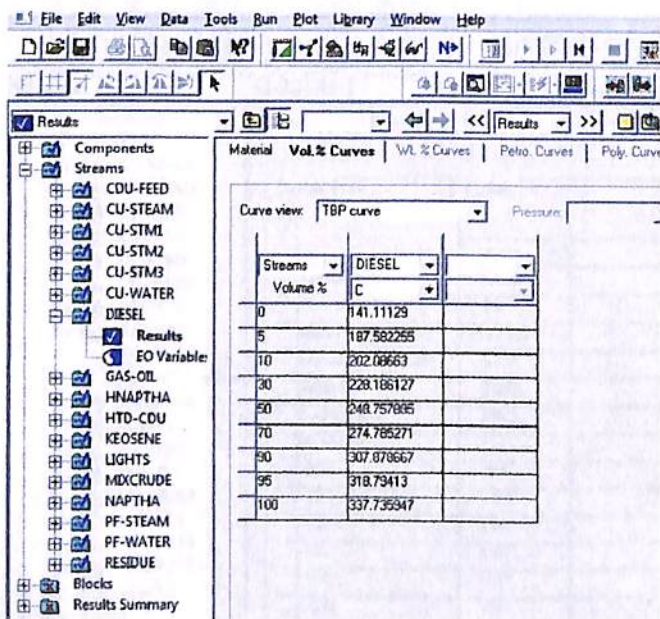 File Edit View Data Tools Run Plot Library Window Help
N>
Results << Results >>
Components
Streams
CDU-FEED
CU-STEAM
CU-STM1
CU-STM2
CU-STM3
CU-WATER
DIESEL
Results
EO Variable
GAS-OIL
HNAPTHA
HTD-CDU
KEOSENE
LIGHTS
MIXCRUDE
NAPTHA
PF-STEAM
PF-WATER
RESIDUE
Blocks
Results Summary
Material Vol.% Curves Wt. % Curves Petro. Curves Poly. Curve
Curve view: TBP curve Pressure:
Streams DIESEL
Volume % C
0 141.11129
5 187.582255
10 202.08663
30 228.186127
50
70 274.785271
90 307.878667
95 318.79413
100 337.735947